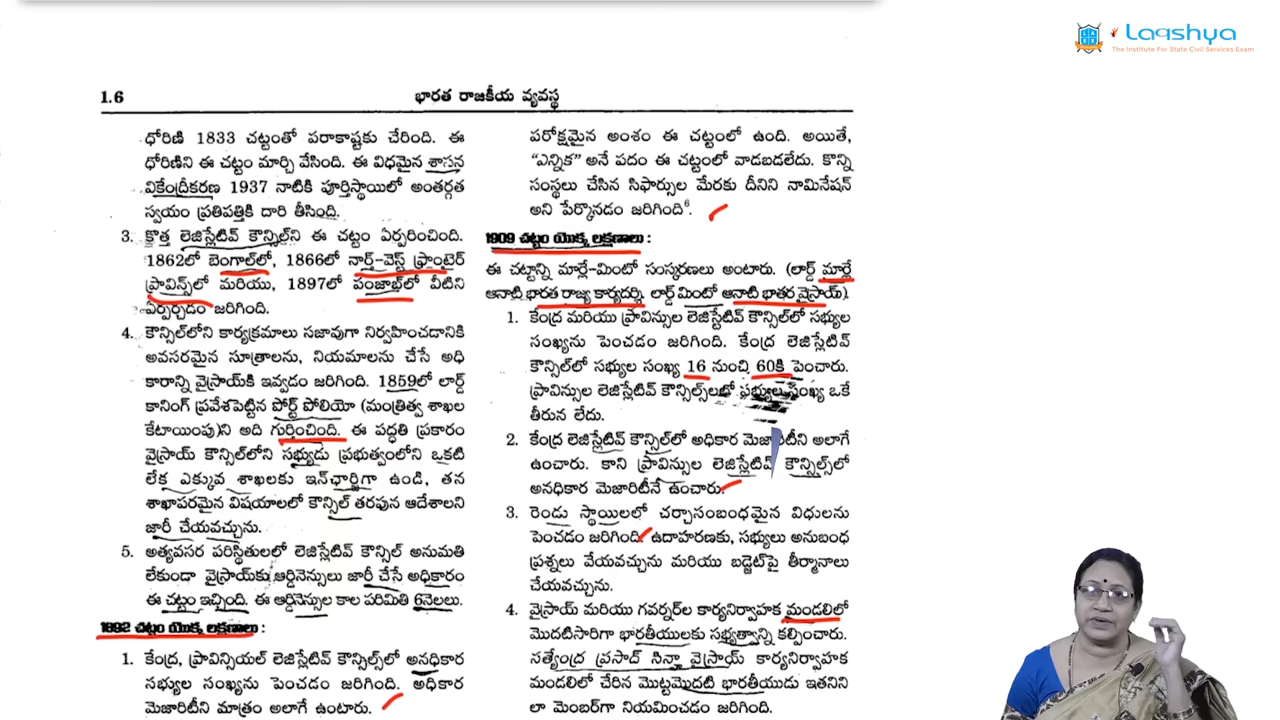 Laqshya
The Institute For State Civil Services Exam
1.6
భారత రాజకీయ వ్యవస్థ
ధోరిణి 1833 చట్టంతో పరాకాష్టకు చేరింది. ఈ
ధోరిణిని ఈ చట్టం మార్చి వేసింది. ఈ విధమైన శాసన
వికేంద్రీకరణ 1937 నాటికి పూర్తిస్థాయిలో అంతర్గత
స్వయం ప్రతిపత్తికి దారి తీసింది.
3. కొత్త లెజిస్లేటివ్ కౌన్సిల్‌ని ఈ చట్టం ఏర్పరించింది.
1862లో బెంగాల్‌లో, 1866లో నార్త్-వెస్ట్ ఫ్రాంటైర్
ప్రావిన్స్‌లో మరియు, 1897లో పంజాబ్‌లో వీటిని
ఏర్పర్చడం జరిగింది.
4. కౌన్సిల్‌లోని కార్యక్రమాలు సజావుగా నిర్వహించడానికి
అవసరమైన సూత్రాలను, నియమాలను చేసే అధి
కారాన్ని వైస్రాయ్‌కి ఇవ్వడం జరిగింది. 1859లో లార్డ్
కానింగ్ ప్రవేశపెట్టిన పోర్ట్ పోలియో (మంత్రిత్వ శాఖల
కేటాయింపు)ని అది గుర్తించింది. ఈ పద్ధతి ప్రకారం
వైస్రాయ్ కౌన్సిల్‌లోని సభ్యుడు ప్రభుత్వంలోని ఒకటి
లేక ఎక్కువ శాఖలకు ఇన్‌ఛార్జిగా ఉండి, తన
శాఖాపరమైన విషయాలలో కౌన్సిల్ తరఫున ఆదేశాలని
జారీ చేయవచ్చును.
5. అత్యవసర పరిస్థితులలో లెజిస్లేటివ్ కౌన్సిల్ అనుమతి
లేకుండా వైస్రాయ్‌కు ఆర్డినెన్సులు జారీ చేసే అధికారం
ఈ చట్టం ఇచ్చింది. ఈ ఆర్డినెన్సుల కాల పరిమితి 6నెలలు.
1892 చట్టం యొక్క లక్షణాలు :
1. కేంద్ర, ప్రావిన్సియల్ లెజిస్లేటివ్ కౌన్సిల్స్‌లో అనధికార
సభ్యుల సంఖ్యను పెంచడం జరిగింది. అధికార
మెజారిటీని మాత్రం అలాగే ఉంటారు.
పరోక్షమైన అంశం ఈ చట్టంలో ఉంది. అయితే,
“ఎన్నిక” అనే పదం ఈ చట్టంలో వాడబడలేదు. కొన్ని
సంస్థలు చేసిన సిఫార్సుల మేరకు దీనిని నామినేషన్
అని పేర్కొనడం జరిగింది⁶.
1909 చట్టం యొక్క లక్షణాలు :
ఈ చట్టాన్ని మార్లే-మింటో సంస్కరణలు అంటారు. (లార్డ్ మార్లే
ఆనాటి భారత రాజ్య కార్యదర్శి లార్డ్ మింటో ఆనాటి భారత వైస్రాయ్).
1. కేంద్ర మరియు ప్రావిన్సుల లెజిస్లేటివ్ కౌన్సిల్‌లో సభ్యుల
సంఖ్యను పెంచడం జరిగింది. కేంద్ర లెజిస్లేటివ్
కౌన్సిల్‌లో సభ్యుల సంఖ్య 16 నుంచి 60కి పెంచారు.
ప్రావిన్సుల లెజిస్లేటివ్ కౌన్సిల్స్‌లలో సభ్యుల సంఖ్య ఒకే
తీరున లేదు.
2. కేంద్ర లెజిస్లేటివ్ కౌన్సిల్‌లో అధికార మెజారిటీని అలాగే
ఉంచారు. కాని ప్రావిన్సుల లెజిస్లేటివ్ కౌన్సిల్స్‌లో
అనధికార మెజారిటీనే ఉంచారు.
3. రెండు స్థాయిలలో చర్చాసంబంధమైన విధులను
పెంచడం జరిగింది. ఉదాహరణకు, సభ్యులు అనుబంధ
ప్రశ్నలు వేయవచ్చును మరియు బడ్జెట్‌పై తీర్మానాలు
చేయవచ్చును.
4. వైస్రాయ్ మరియు గవర్నర్‌ల కార్యనిర్వాహక మండలిలో
మొదటిసారిగా భారతీయులకు సభ్యత్వాన్ని కల్పించారు.
సత్యేంద్ర ప్రసాద్ సిన్హా వైస్రాయ్ కార్యనిర్వాహక
మండలిలో చేరిన మొట్టమొదటి భారతీయుడు ఇతనిని
లా మెంబర్‌గా నియమించడం జరిగింది.